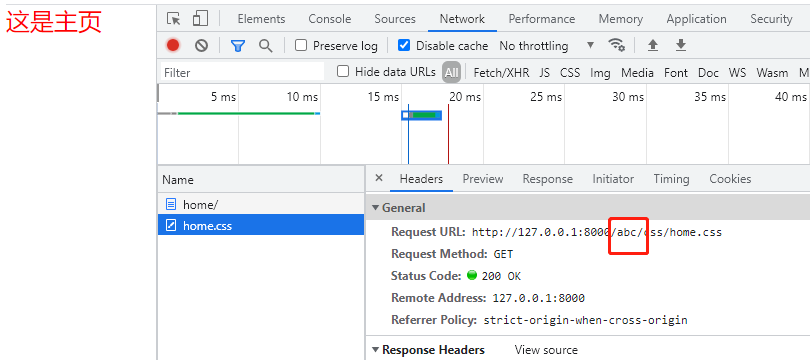 这是主页
Elements Console Sources Network Performance Memory Application Security
Preserve log Disable cache No throttling
Filter Hide data URLs All Fetch/XHR JS CSS Img Media Font Doc WS Wasm M
5 ms 10 ms 15 ms 20 ms 25 ms 30 ms 35 ms 40 ms
Name × Headers Preview Response Initiator Timing Cookies
home/
home.css
General
Request URL: http://127.0.0.1:8000/abc/css/home.css
Request Method: GET
Status Code: 200 OK
Remote Address: 127.0.0.1:8000
Referrer Policy: strict-origin-when-cross-origin
Response Headers View source